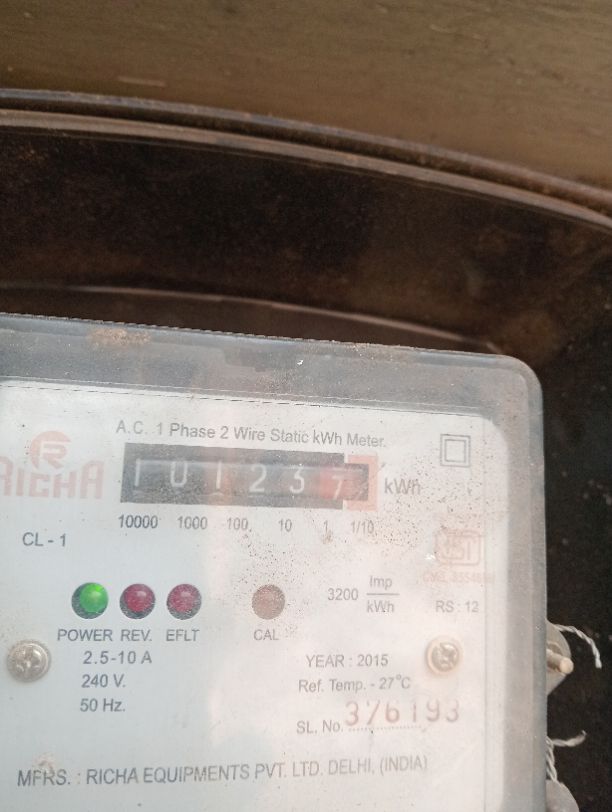 A.C. 1 Phase 2 Wire Static kWh Meter.
RICHA
101237 kWh
10000 1000 100 10 1 1/10
CL - 1
ISI
3200 Imp/kWh
RS : 12
POWER REV. EFLT CAL
2.5-10 A
240 V.
50 Hz.
YEAR : 2015
Ref. Temp. - 27°C
SL. No. 376193
MFRS. : RICHA EQUIPMENTS PVT. LTD. DELHI, (INDIA)